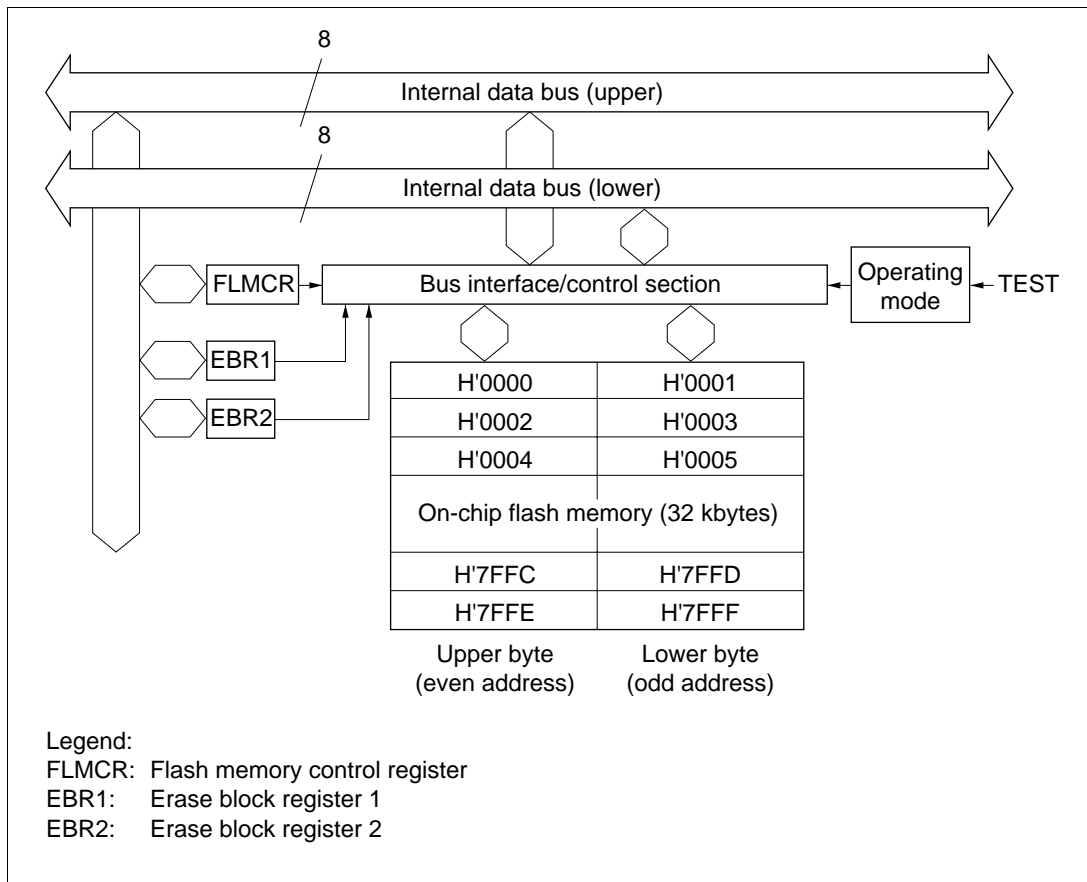 8
Internal data bus (upper)
8
Internal data bus (lower)
FLMCR
Bus interface/control section
Operating
mode
TEST
EBR1
EBR2
H'0000 H'0001
H'0002 H'0003
H'0004 H'0005
On-chip flash memory (32 kbytes)
H'7FFC H'7FFD
H'7FFE H'7FFF
Upper byte
(even address)
Lower byte
(odd address)
Legend:
FLMCR: Flash memory control register
EBR1: Erase block register 1
EBR2: Erase block register 2